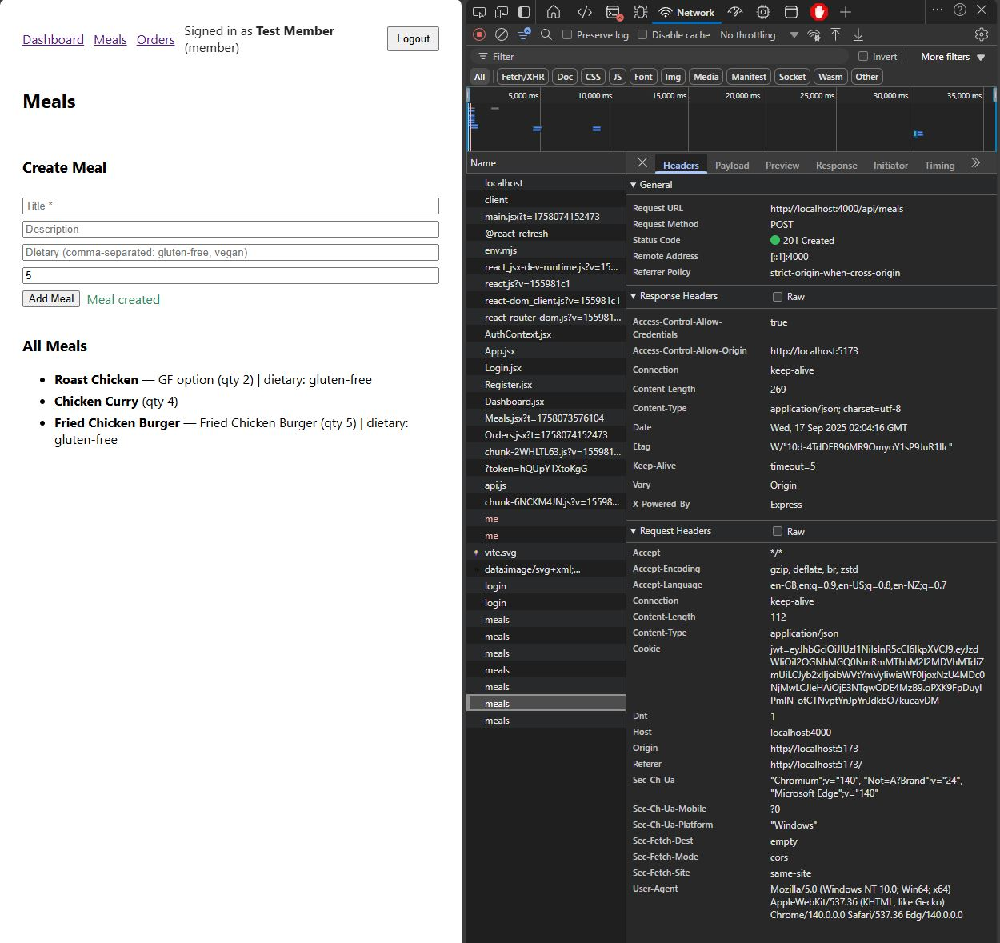 Dashboard Meals Orders Signed in as Test Member (member) Logout
Meals
Create Meal
Title *
Description
Dietary (comma-separated: gluten-free, vegan)
5
Add Meal Meal created
All Meals
Roast Chicken — GF option (qty 2) | dietary: gluten-free
Chicken Curry (qty 4)
Fried Chicken Burger — Fried Chicken Burger (qty 5) | dietary:
gluten-free
Network
Preserve log Disable cache No throttling
Filter Invert More filters
All Fetch/XHR Doc CSS JS Font Img Media Manifest Socket Wasm Other
5,000 ms 10,000 ms 15,000 ms 20,000 ms 25,000 ms 30,000 ms 35,000 ms
Name
localhost
client
main.jsx?t=1758074152473
@react-refresh
env.mjs
react_jsx-dev-runtime.js?v=15...
react.js?v=155981c1
react-dom_client.js?v=155981c1
react-router-dom.js?v=155981...
AuthContext.jsx
App.jsx
Login.jsx
Register.jsx
Dashboard.jsx
Meals.jsx?t=1758073576104
Orders.jsx?t=1758074152473
chunk-2WHLTL63.js?v=155981...
?token=hQUpY1XtoKgG
api.js
chunk-6NCKM4JN.js?v=15598...
me
me
vite.svg
data:image/svg+xml;...
login
login
meals
meals
meals
meals
meals
meals
meals
Headers Payload Preview Response Initiator Timing
General
Request URL http://localhost:4000/api/meals
Request Method POST
Status Code 201 Created
Remote Address [::1]:4000
Referrer Policy strict-origin-when-cross-origin
Response Headers Raw
Access-Control-Allow-Credentials true
Access-Control-Allow-Origin http://localhost:5173
Connection keep-alive
Content-Length 269
Content-Type application/json; charset=utf-8
Date Wed, 17 Sep 2025 02:04:16 GMT
Etag
Keep-Alive timeout=5
Vary Origin
X-Powered-By Express
Request Headers Raw
Accept */*
Accept-Encoding gzip, deflate, br, zstd
Accept-Language en-GB,en;q=0.9,en-US;q=0.8,en-NZ;q=0.7
Connection keep-alive
Content-Length 112
Content-Type application/json
Cookie
Dnt 1
Host localhost:4000
Origin http://localhost:5173
Referer http://localhost:5173/
Sec-Ch-Ua "Chromium";v="140", "Not=A?Brand";v="24",
"Microsoft Edge";v="140"
Sec-Ch-Ua-Mobile ?0
Sec-Ch-Ua-Platform "Windows"
Sec-Fetch-Dest empty
Sec-Fetch-Mode cors
Sec-Fetch-Site same-site
User-Agent Mozilla/5.0 (Windows NT 10.0; Win64; x64)
AppleWebKit/537.36 (KHTML, like Gecko)
Chrome/140.0.0.0 Safari/537.36 Edg/140.0.0.0